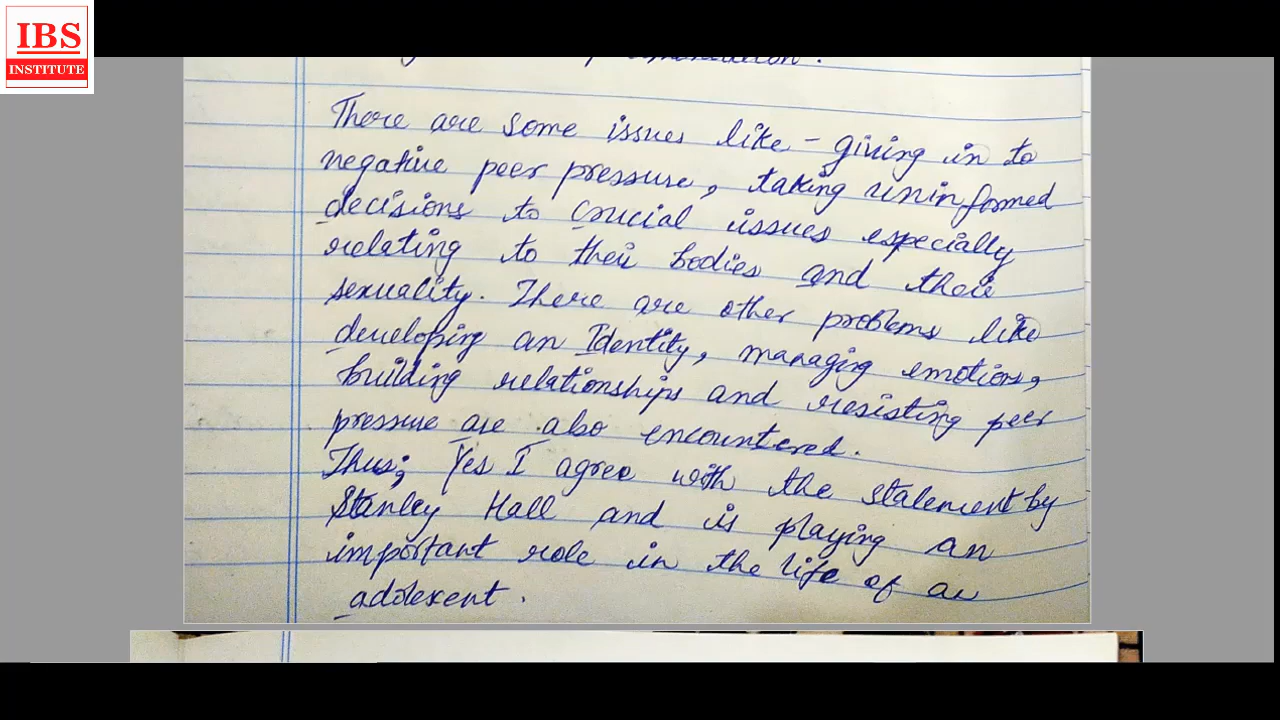 IBS
INSTITUTE
There are some issues like - giving in to
negative peer pressure, taking uninformed
decisions to crucial issues especially
relating to their bodies and their
sexuality. There are other problems like
developing an Identity, managing emotions,
building relationships and resisting peer
pressure are also encountered.
Thus; Yes I agree with the statement by
Stanley Hall and is playing an
important role in the life of an
adolexent.